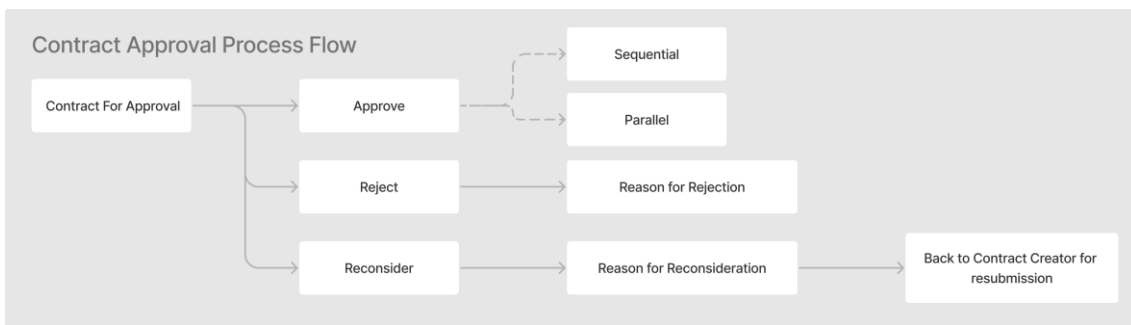 Contract Approval Process Flow
Sequential
Contract For Approval
Approve
Parallel
Reject
Reason for Rejection
Reconsider
Reason for Reconsideration
Back to Contract Creator for
resubmission